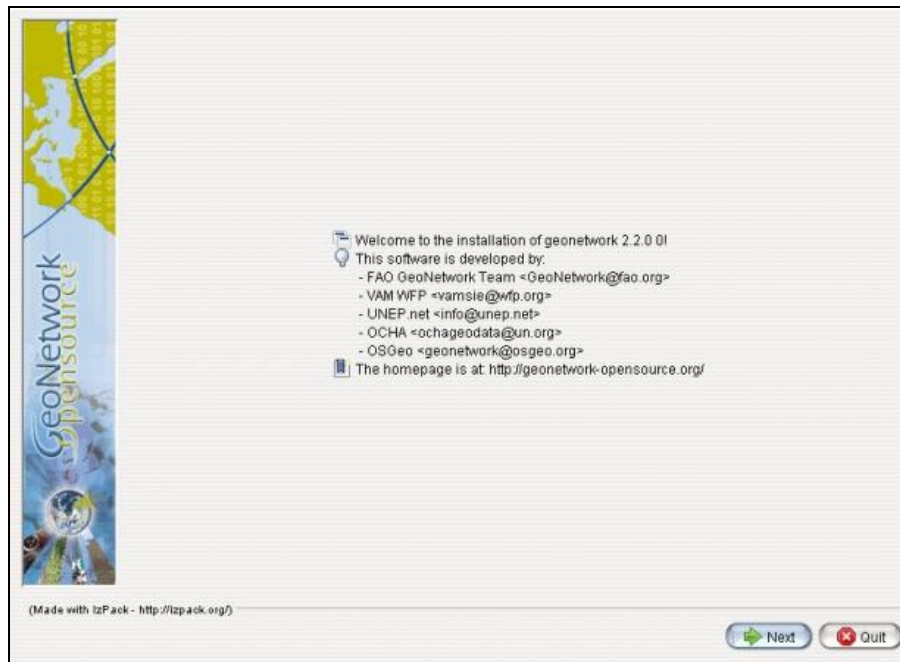 GeoNetwork
Opensource
Welcome to the installation of geonetwork 2.2.0 0!
This software is developed by:
- FAO GeoNetwork Team <GeoNetwork@fao.org>
- VAM WFP <vamsie@wfp.org>
- UNEP.net <info@unep.net>
- OCHA <ochageodata@un.org>
- OSGeo <geonetwork@osgeo.org>
The homepage is at: http://geonetwork-opensource.org/
(Made with IzPack - http://izpack.org/)
Next
Quit